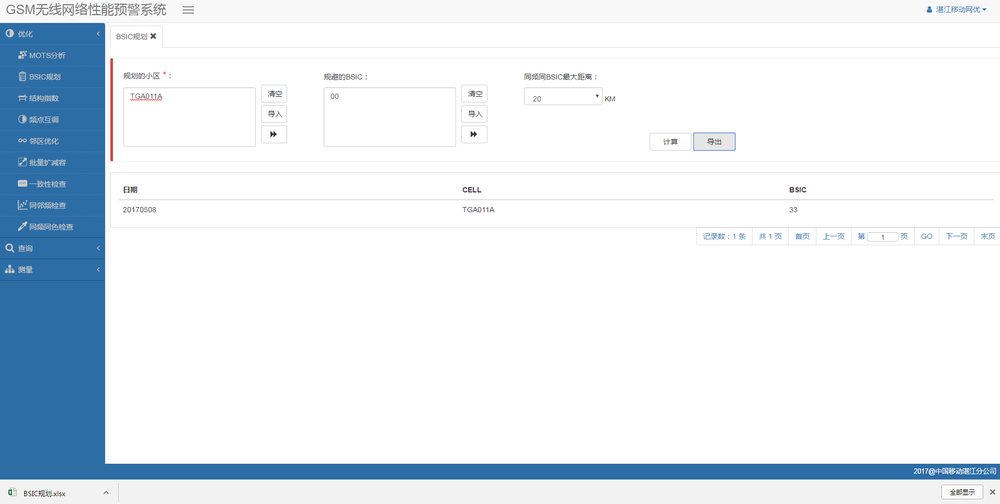 GSM无线网络性能预警系统
湛江移动网优
优化
MOTS分析
BSIC规划
结构指数
频点互调
邻区优化
批量扩减容
一致性检查
同邻频检查
同频同色检查
查询
测量
BSIC规划
规划的小区 * :
TGA011A
清空
导入
规避的BSIC :
00
清空
导入
同频同BSIC最大距离 :
20 KM
计算 导出
日期 CELL BSIC
20170508 TGA011A 33
记录数 : 1 条 共 1 页 首页 上一页 第 1 页 GO 下一页 末页
2017@中国移动湛江分公司
BSIC规划.xlsx
全部显示